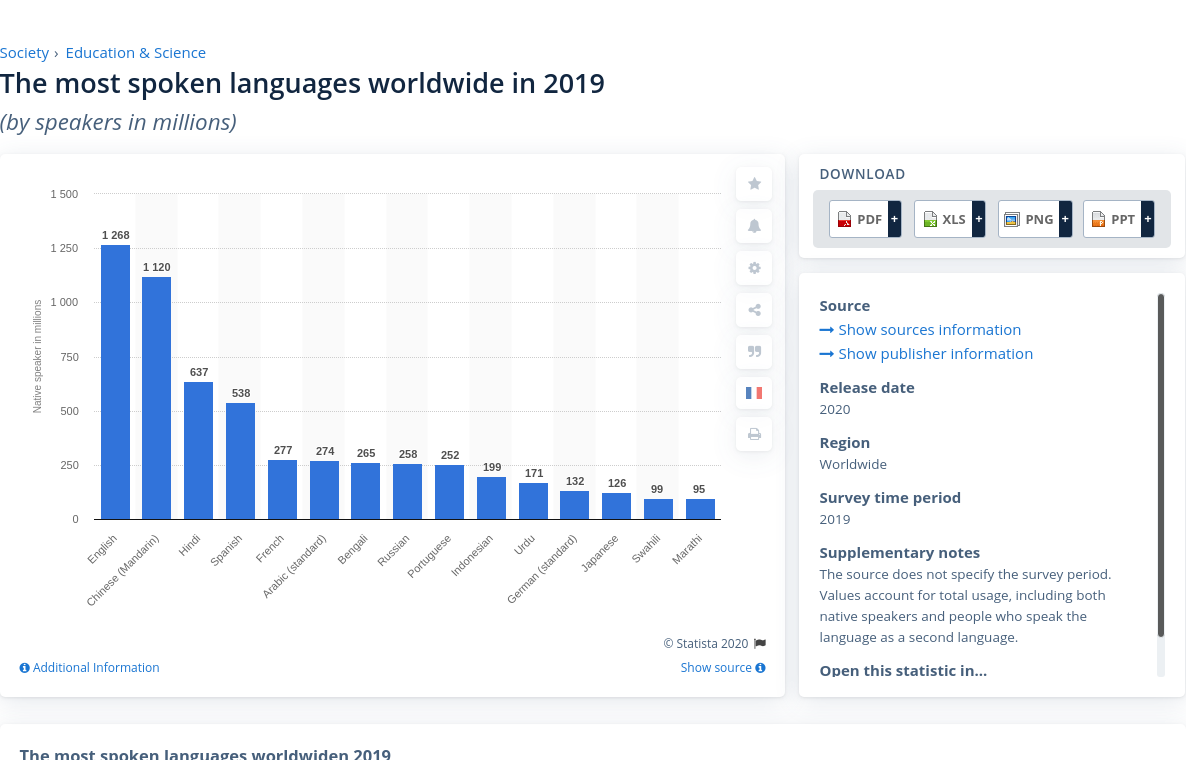 Society › Education & Science
The most spoken languages worldwide in 2019
(by speakers in millions)
1 500
1 250
1 000
750
500
250
0
Native speaker in millions
1 268
1 120
637
538
277
274
265
258
252
199
171
132
126
99
95
English
Chinese (Mandarin)
Hindi
Spanish
French
Arabic (standard)
Bengali
Russian
Portuguese
Indonesian
Urdu
German (standard)
Japanese
Swahili
Marathi
© Statista 2020
Additional Information
Show source
DOWNLOAD
PDF + XLS + PNG + PPT +
Source
Show sources information
Show publisher information
Release date
2020
Region
Worldwide
Survey time period
2019
Supplementary notes
The source does not specify the survey period.
Values account for total usage, including both
native speakers and people who speak the
language as a second language.
Open this statistic in...
The most spoken languages worldwiden 2019